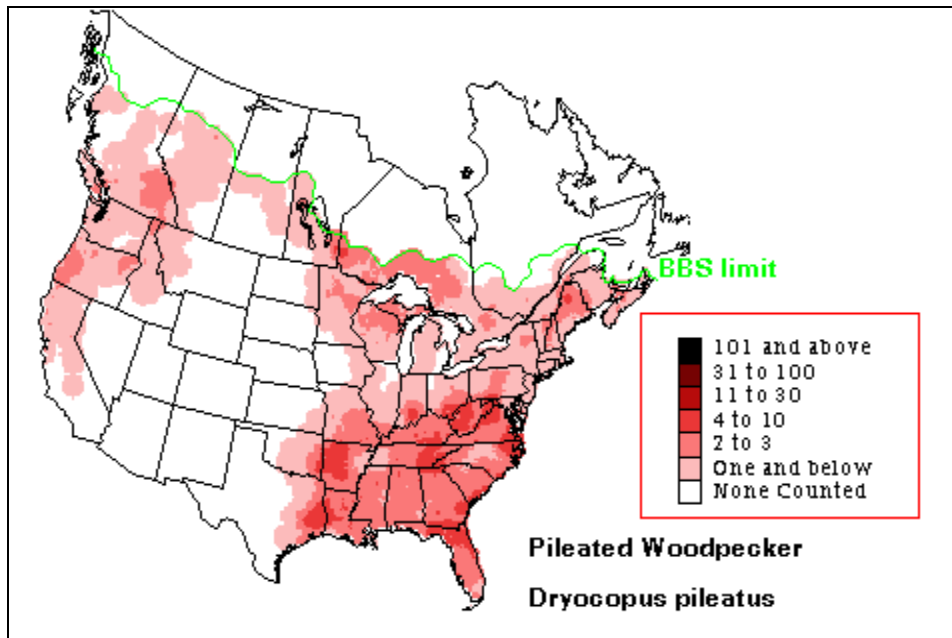 BBS limit
101 and above
31 to 100
11 to 30
4 to 10
2 to 3
One and below
None Counted
Pileated Woodpecker
Dryocopus pileatus